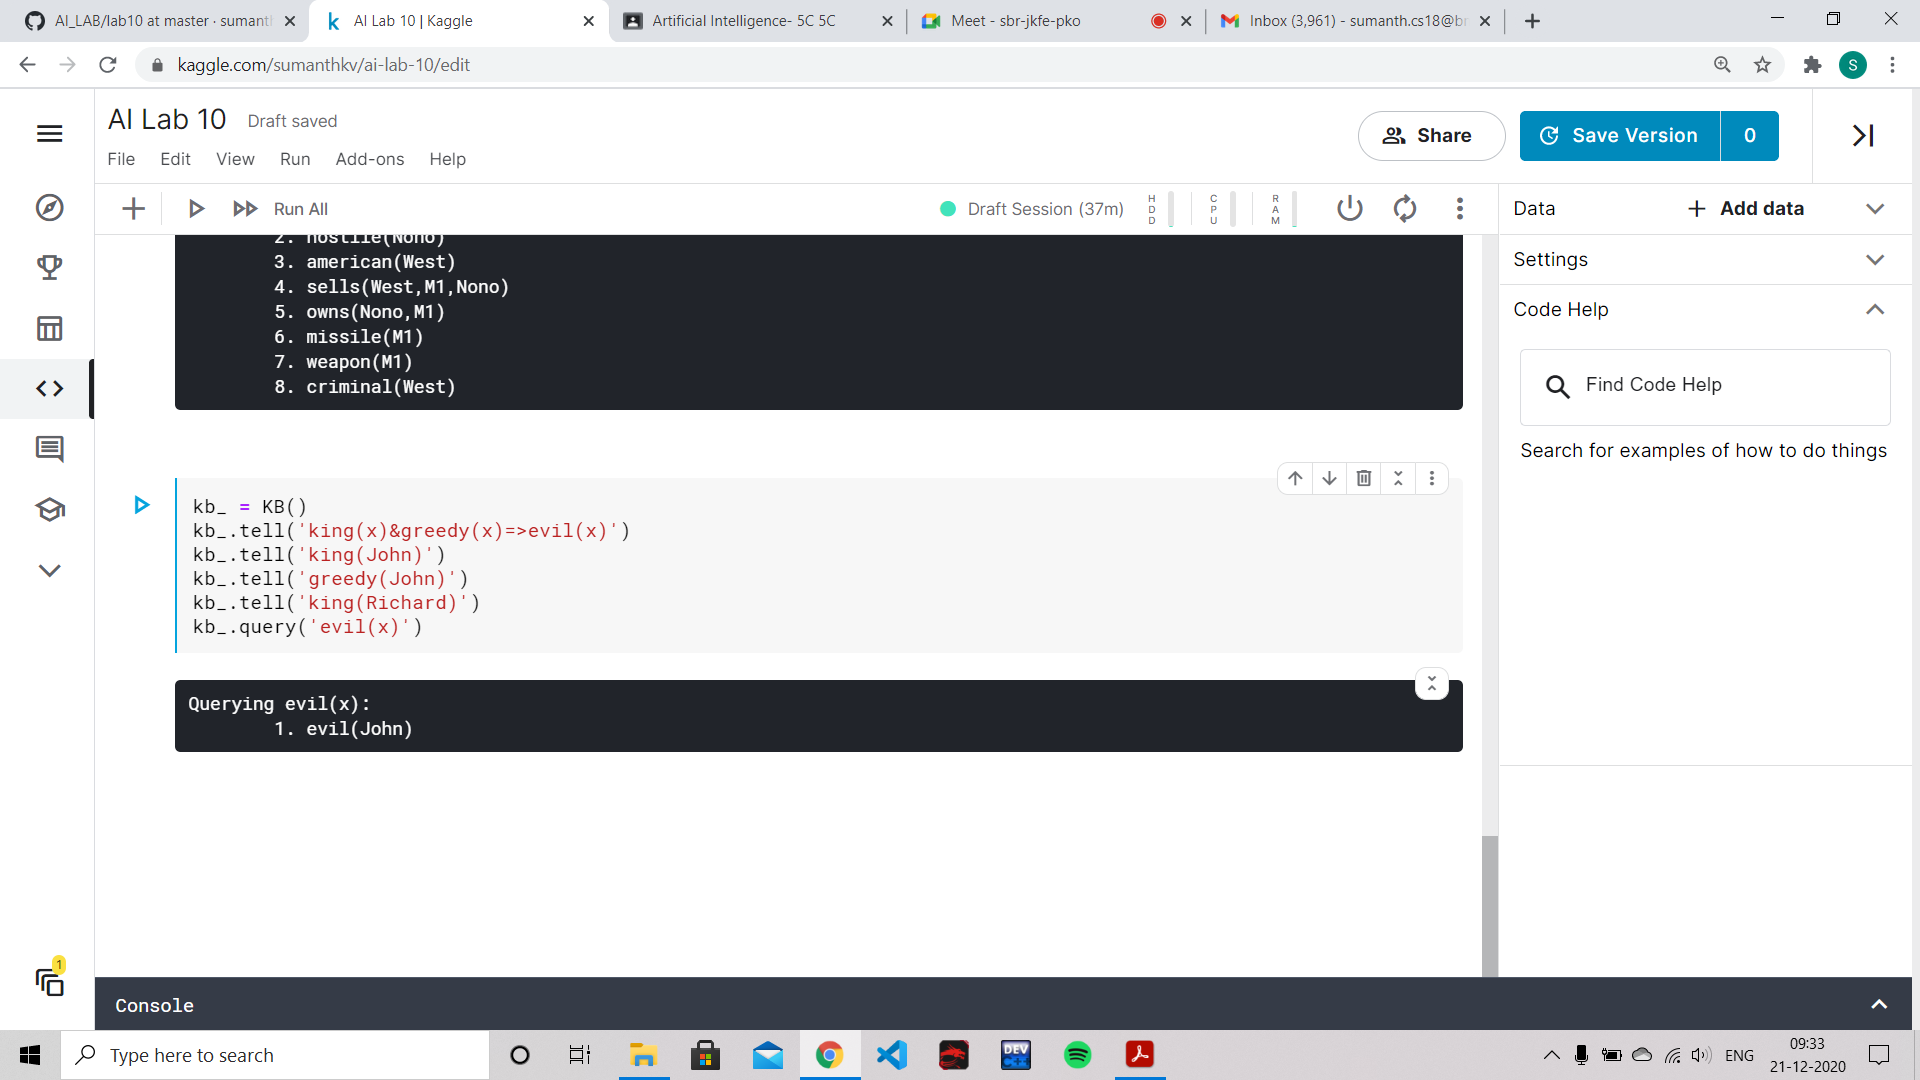 AI_LAB/lab10 at master · sumanth
AI Lab 10 | Kaggle
Artificial Intelligence- 5C 5C
Meet - sbr-jkfe-pko
Inbox (3,961) - sumanth.cs18@b
kaggle.com/sumanthkv/ai-lab-10/edit
S
AI Lab 10 Draft saved
File Edit View Run Add-ons Help
Share
Save Version 0
Run All
Draft Session (37m)
HDD
CPU
RAM
Data
Add data
Settings
Code Help
Find Code Help
Search for examples of how to do things
2. hostile(Nono)
3. american(West)
4. sells(West,M1,Nono)
5. owns(Nono,M1)
6. missile(M1)
7. weapon(M1)
8. criminal(West)
kb_ = KB()
kb_.tell('king(x)&greedy(x)=>evil(x)')
kb_.tell('king(John)')
kb_.tell('greedy(John)')
kb_.tell('king(Richard)')
kb_.query('evil(x)')
Querying evil(x):
1. evil(John)
1
Console
Type here to search
DEV
ENG
09:33
21-12-2020